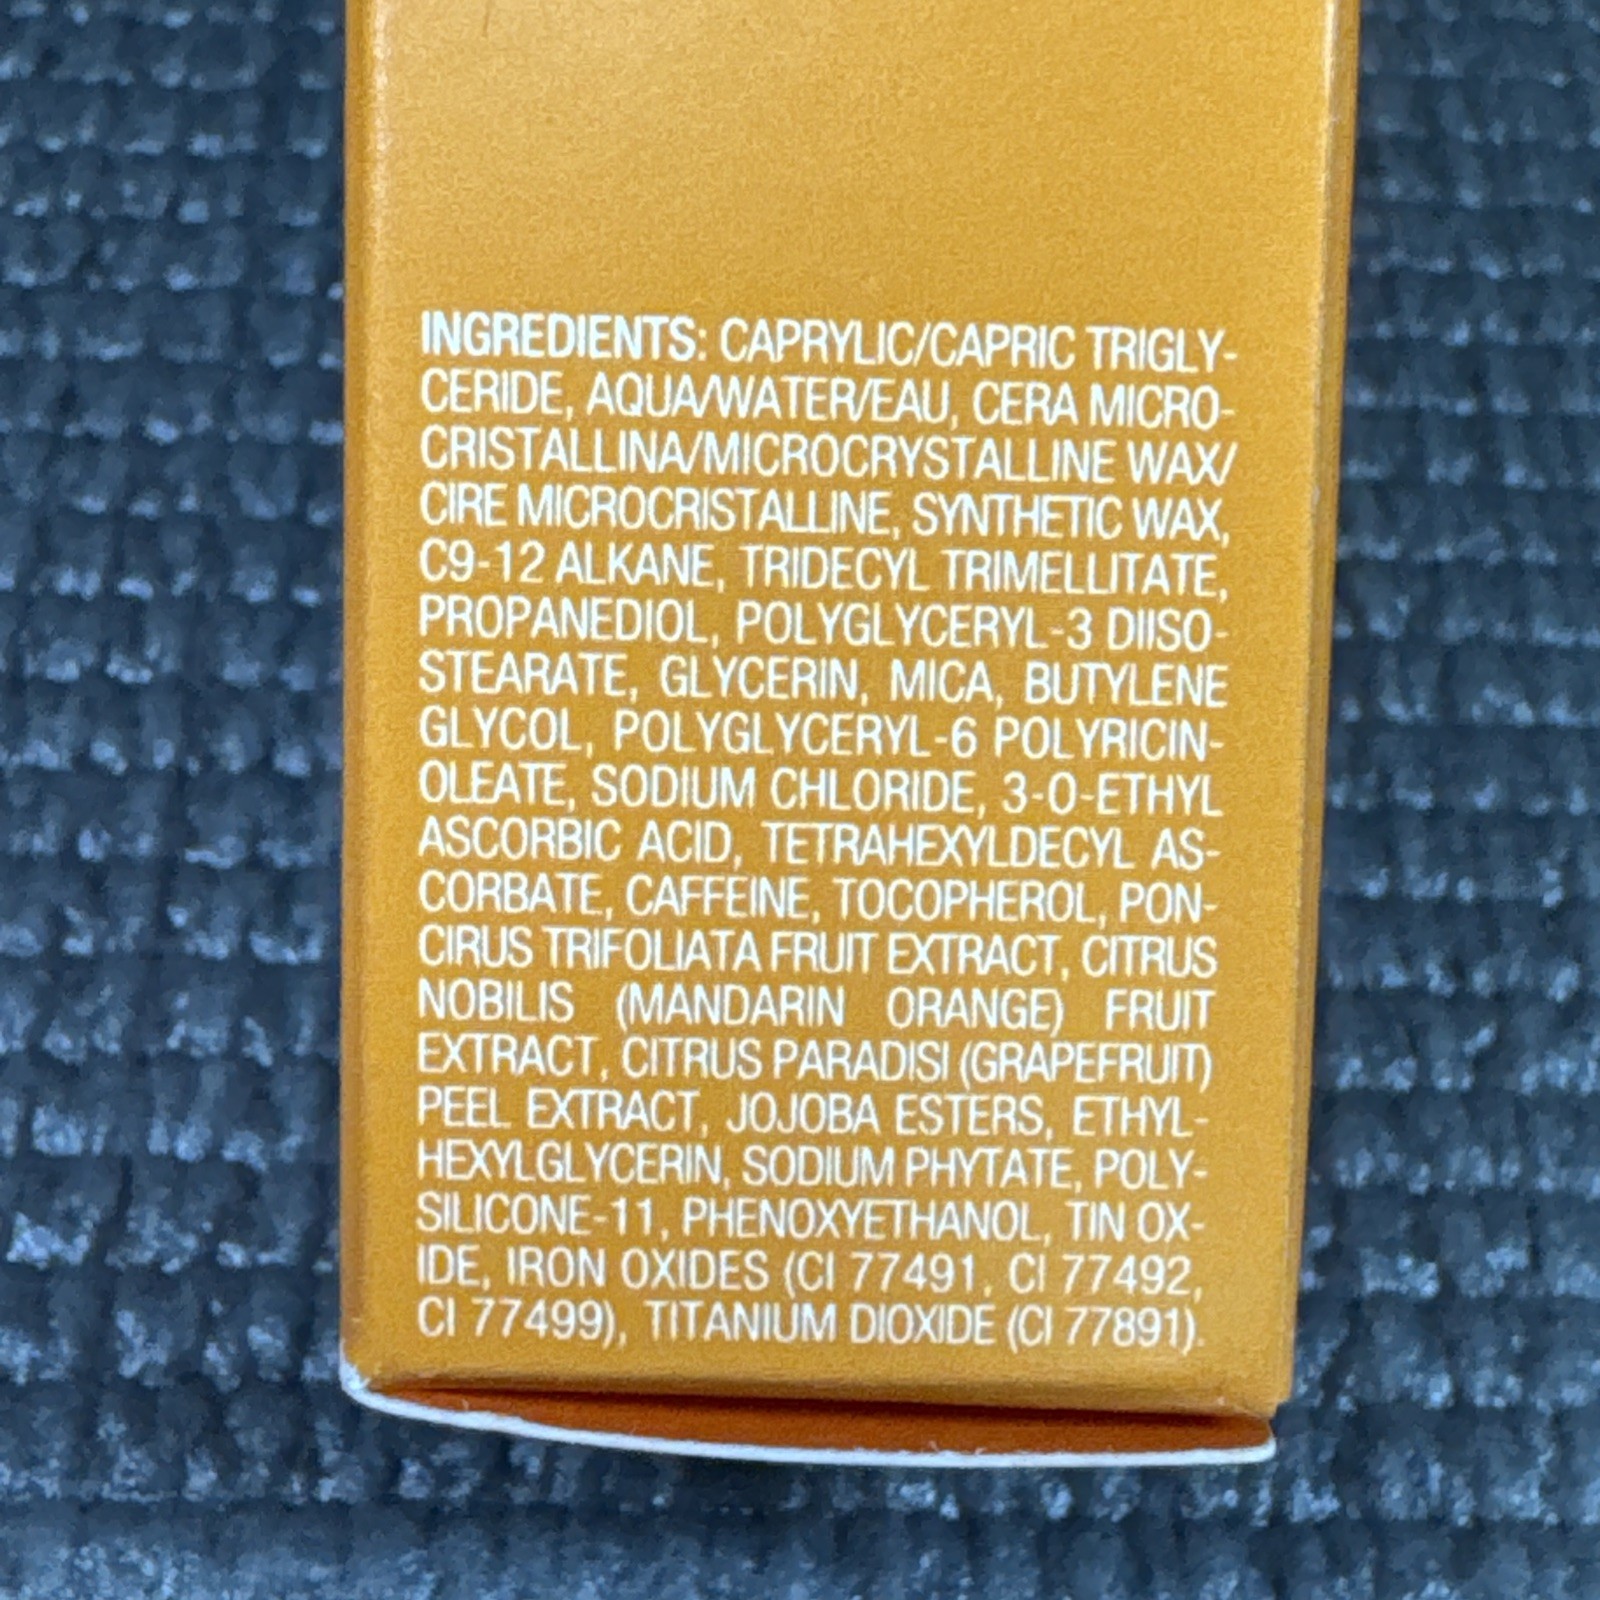 INGREDIENTS: CAPRYLIC/CAPRIC TRIGLY-
CERIDE, AQUA/WATER/EAU, CERA MICRO-
CRISTALLINA/MICROCRYSTALLINE WAX/
CIRE MICROCRISTALLINE, SYNTHETIC WAX,
C9-12 ALKANE, TRIDECYL TRIMELLITATE,
PROPANEDIOL, POLYGLYCERYL-3 DIISO-
STEARATE, GLYCERIN, MICA, BUTYLENE
GLYCOL, POLYGLYCERYL-6 POLYRICIN-
OLEATE, SODIUM CHLORIDE, 3-O-ETHYL
ASCORBIC ACID, TETRAHEXYLDECYL AS-
CORBATE, CAFFEINE, TOCOPHEROL, PON-
CIRUS TRIFOLIATA FRUIT EXTRACT, CITRUS
NOBILIS (MANDARIN ORANGE) FRUIT
EXTRACT, CITRUS PARADISI (GRAPEFRUIT)
PEEL EXTRACT, JOJOBA ESTERS, ETHYL-
HEXYLGLYCERIN, SODIUM PHYTATE, POLY-
SILICONE-11, PHENOXYETHANOL, TIN OX-
IDE, IRON OXIDES (CI 77491, CI 77492,
CI 77499), TITANIUM DIOXIDE (CI 77891).